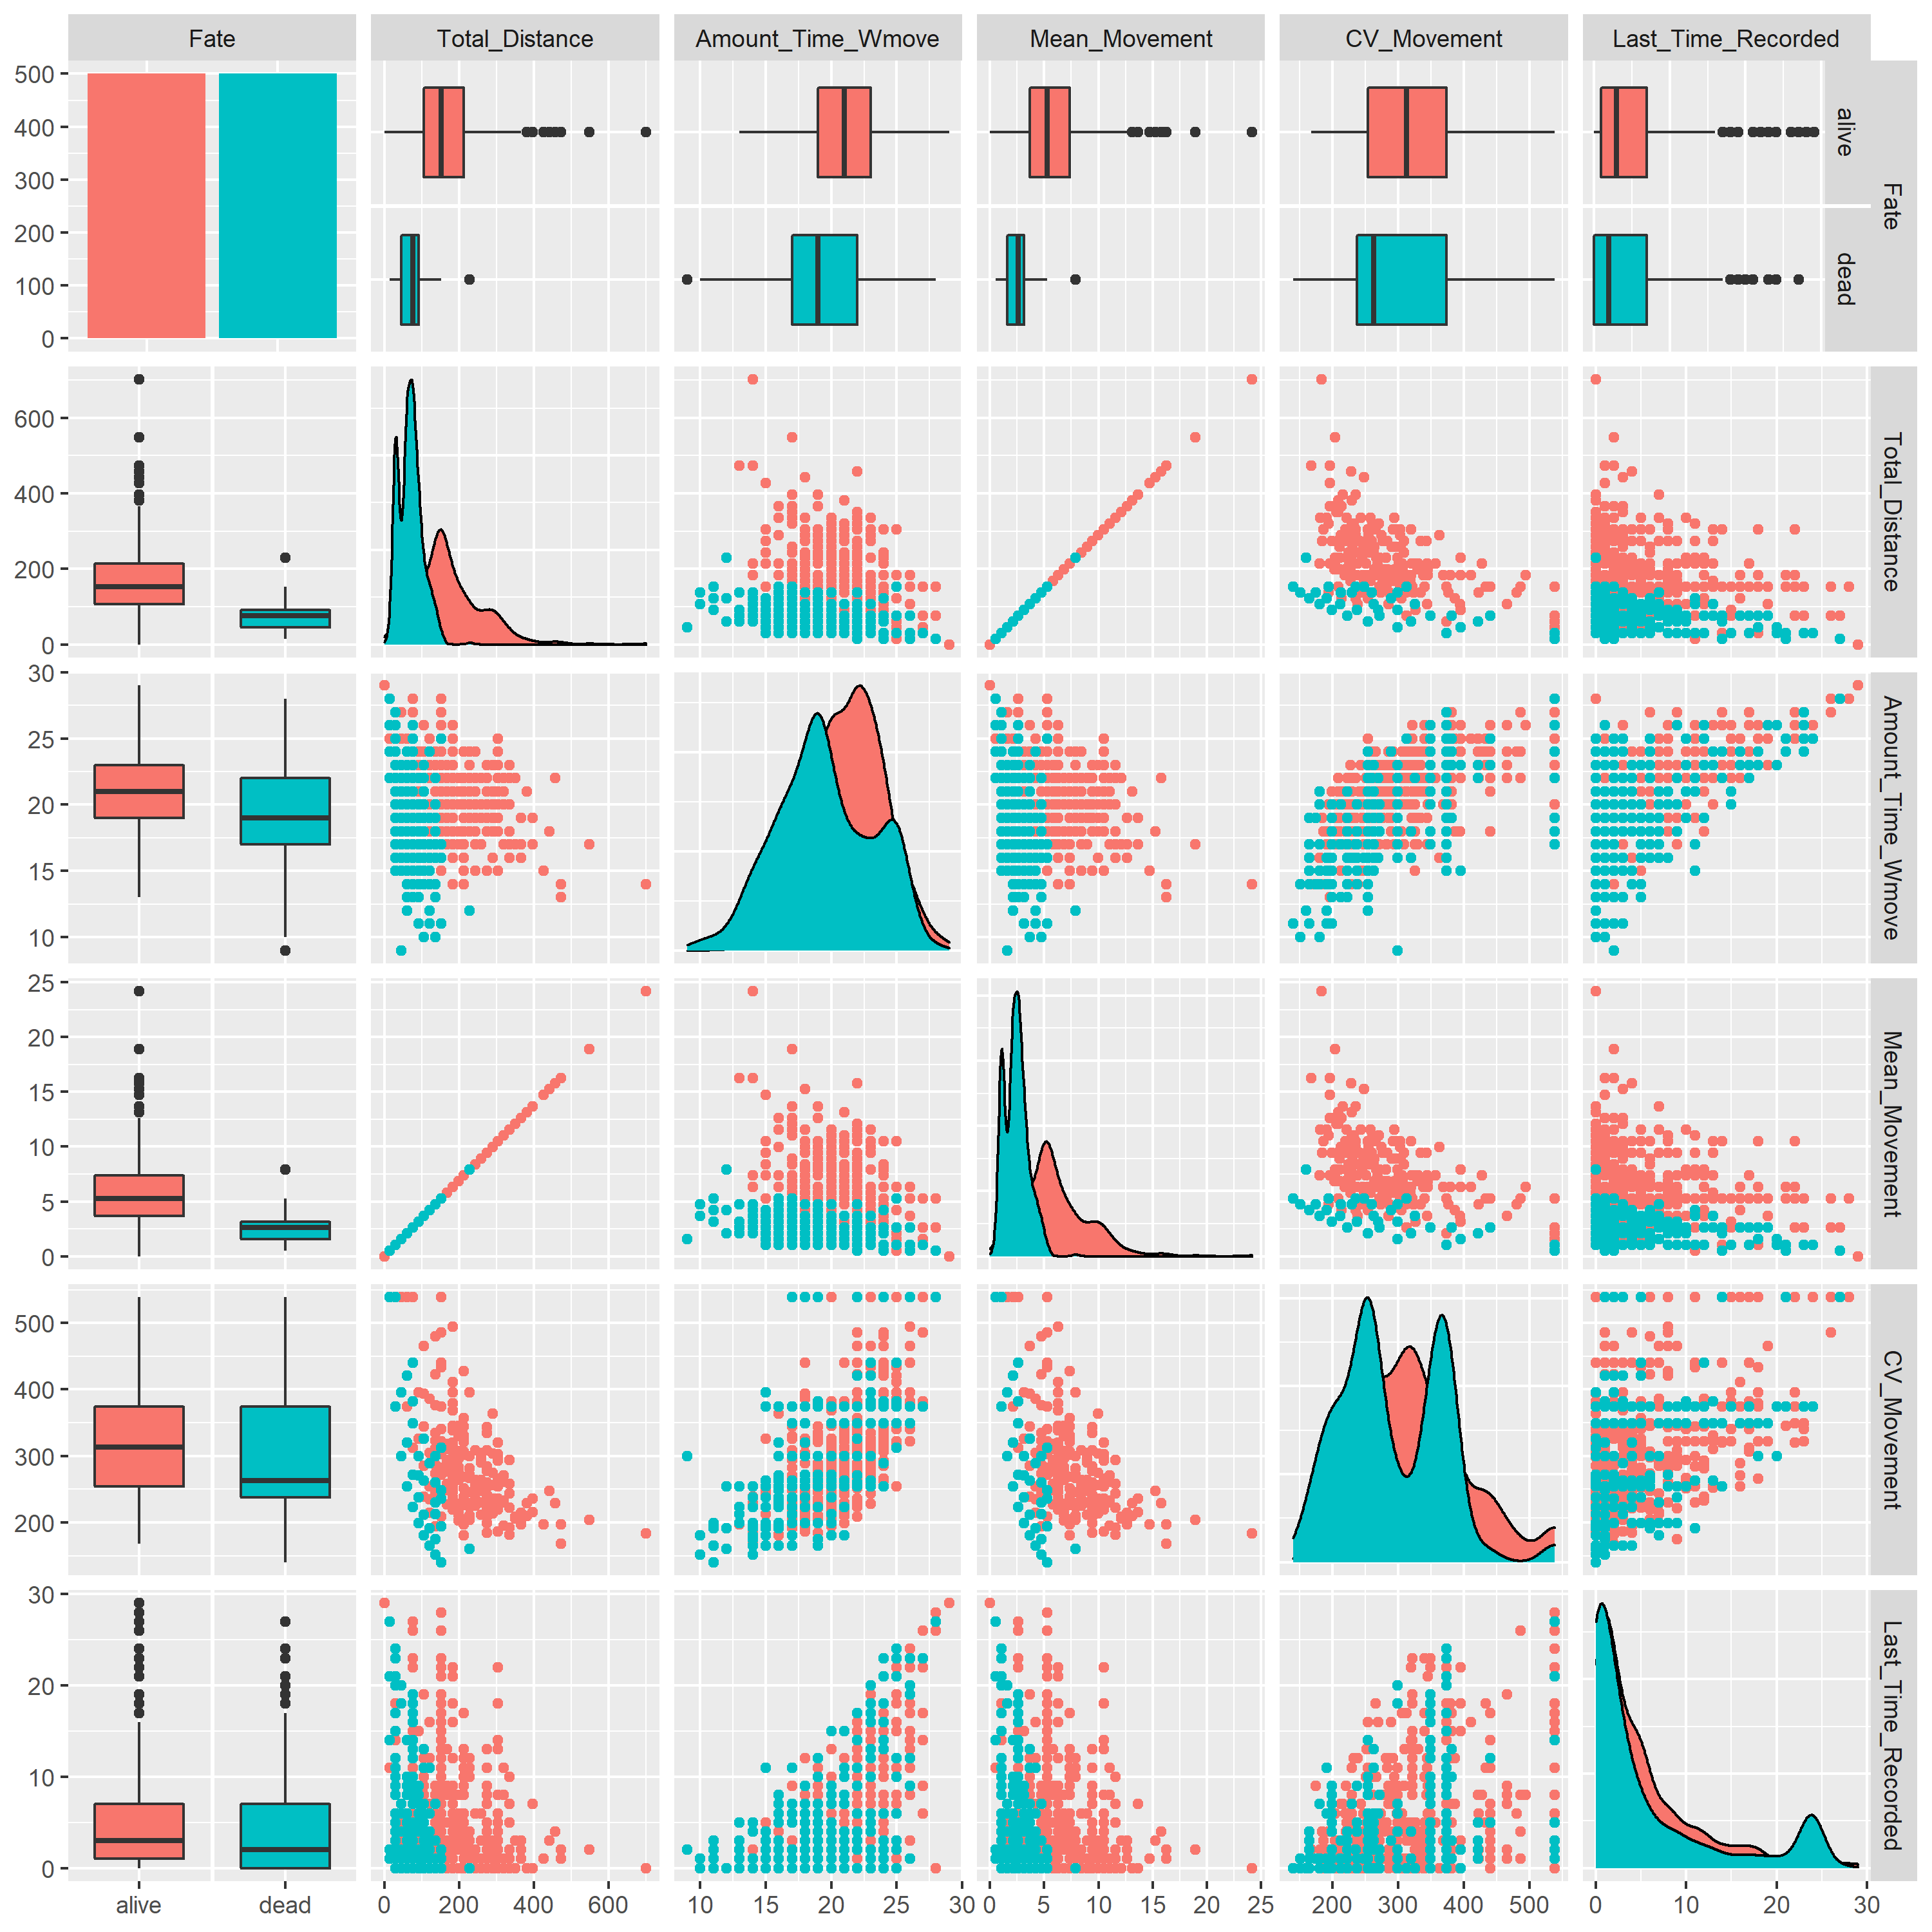 Fate
Total_Distance
Amount_Time_Wmove
Mean_Movement
CV_Movement
Last_Time_Recorded
500
400
300
200
100
0
alive
dead
Fate
600
400
200
0
Total_Distance
30
25
20
15
10
Amount_Time_Wmove
25
20
15
10
5
0
Mean_Movement
500
400
300
200
CV_Movement
30
20
10
0
Last_Time_Recorded
alive dead
0 200 400 600
10 15 20 25 30
0 5 10 15 20 25
200 300 400 500
0 10 20 30